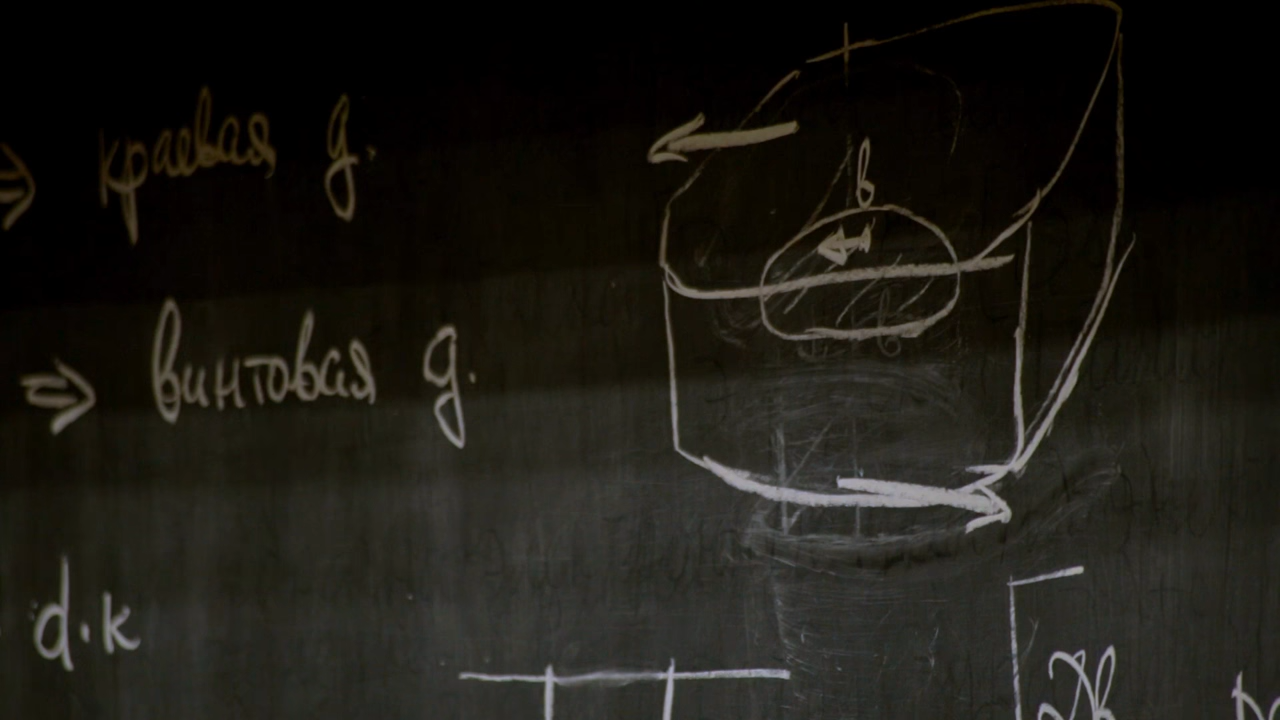 ⇒ краевая д.
в
⇒ винтовая д.
d.к